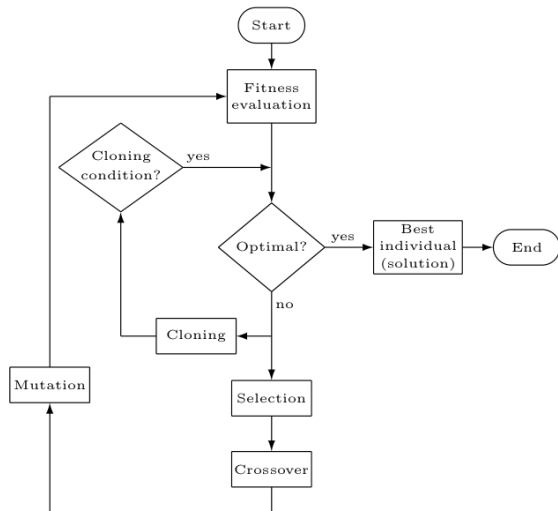 Start
Fitness
evaluation
Cloning
condition?
yes
Optimal?
yes
Best
individual
(solution)
End
no
Cloning
Mutation
Selection
Crossover